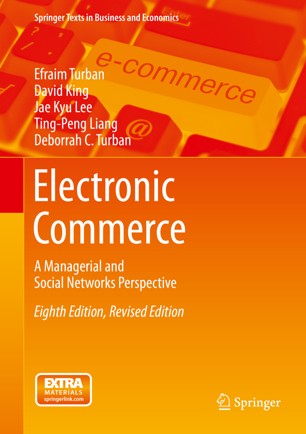 Springer Texts in Business and Economics
Efraim Turban
David King
Jae Kyu Lee
Ting-Peng Liang
Deborrah C. Turban
e-commerce
@
Electronic
Commerce
A Managerial and
Social Networks Perspective
Eighth Edition, Revised Edition
EXTRA
MATERIALS
springerlink.com
Springer